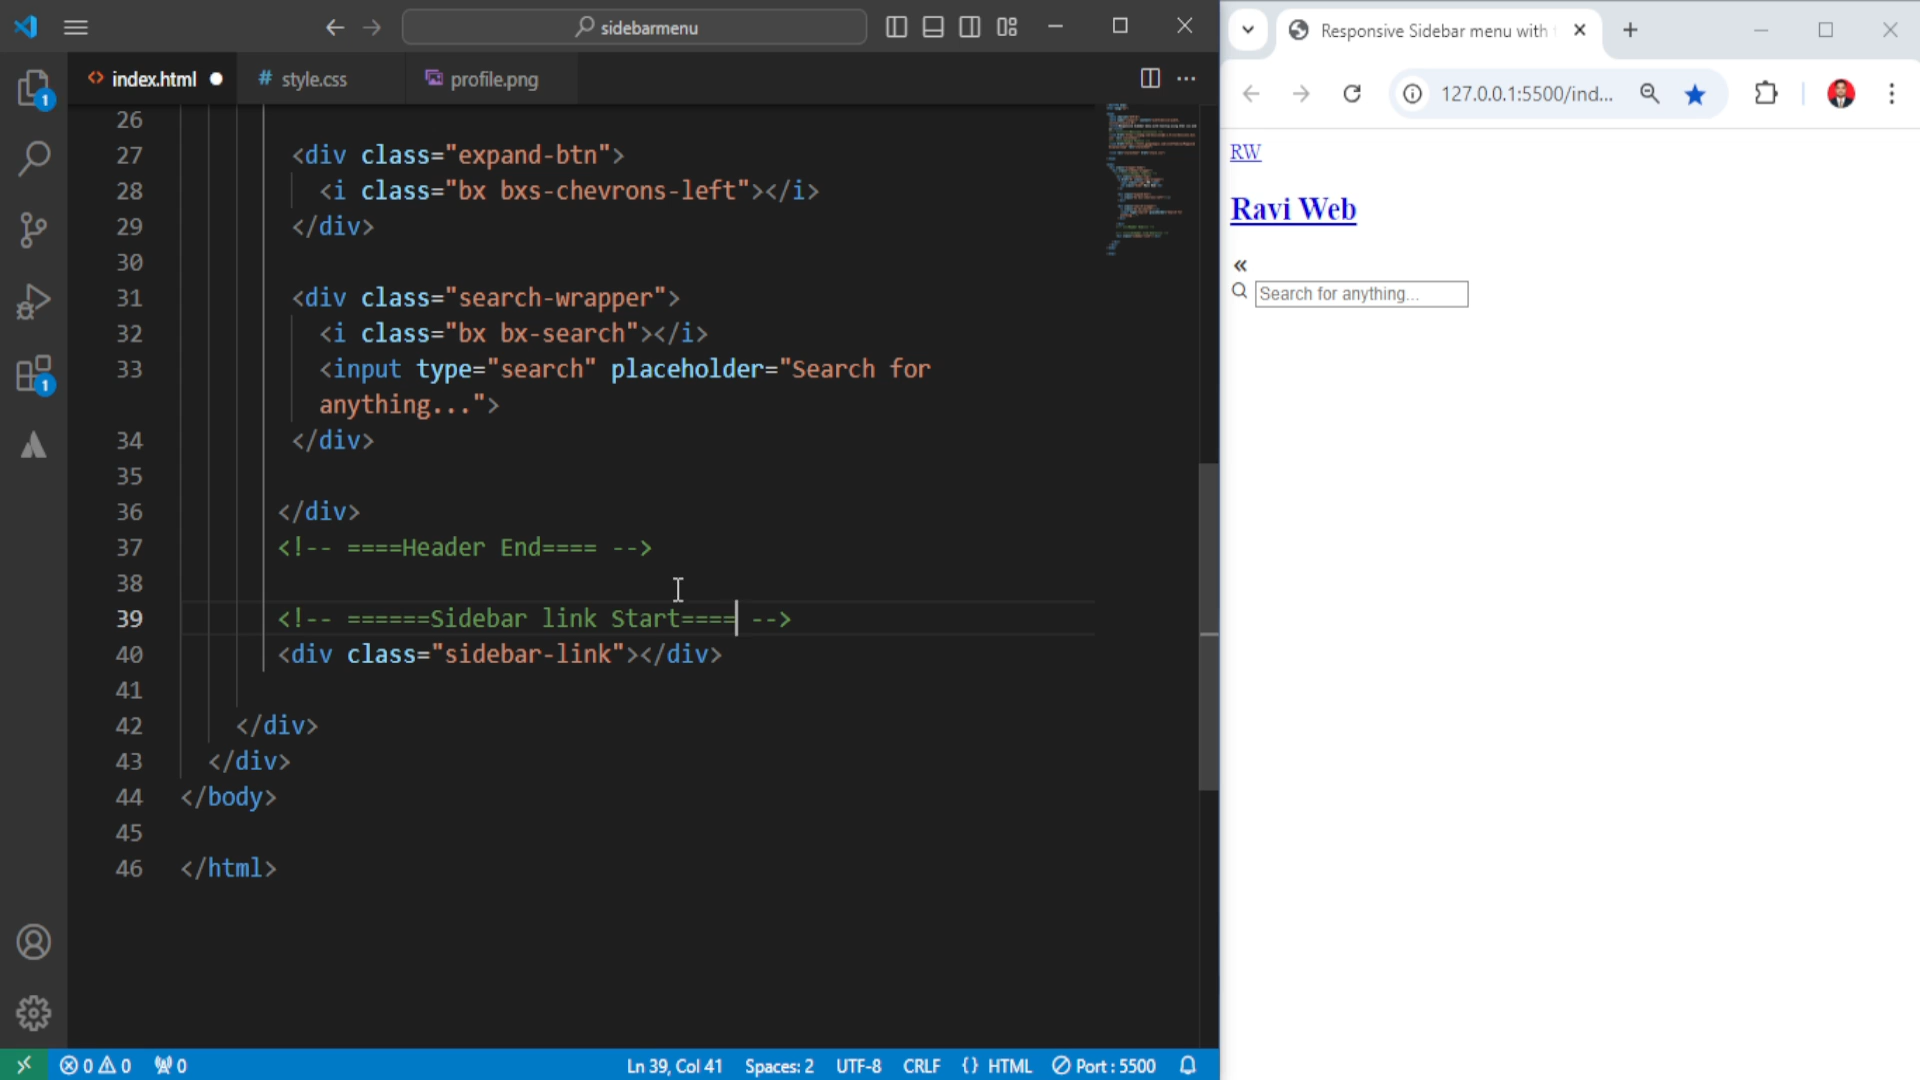 sidebarmenu
index.html
# style.css
profile.png
26
27 <div class="expand-btn">
28 <i class="bx bxs-chevrons-left"></i>
29 </div>
30
31 <div class="search-wrapper">
32 <i class="bx bx-search"></i>
33 <input type="search" placeholder="Search for
anything...">
34 </div>
35
36 </div>
37 <!-- ====Header End==== -->
38
39 <!-- ======Sidebar link Start==== -->
40 <div class="sidebar-link"></div>
41
42 </div>
43 </div>
44 </body>
45
46 </html>
1
1
0 0 0
Ln 39, Col 41 Spaces: 2 UTF-8 CRLF {} HTML Port : 5500
Responsive Sidebar menu with
127.0.0.1:5500/ind...
RW
Ravi Web
«
Search for anything...